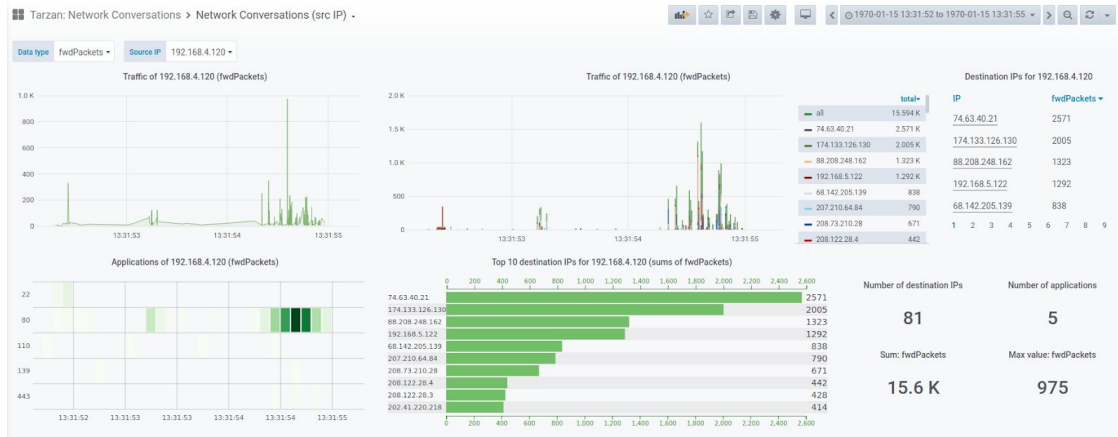 Tarzan: Network Conversations > Network Conversations (src IP)
1970-01-15 13:31:52 to 1970-01-15 13:31:55
Data type fwdPackets Source IP 192.168.4.120
Traffic of 192.168.4.120 (fwdPackets)
1.0 K
800
600
400
200
0
13:31:53 13:31:54 13:31:55
Traffic of 192.168.4.120 (fwdPackets)
2.0 K
1.5 K
1.0 K
500
0
13:31:53 13:31:54 13:31:55
total
all 15.594 K
74.63.40.21 2.571 K
174.133.126.130 2.005 K
88.208.248.162 1.323 K
192.168.5.122 1.292 K
68.142.205.139 838
207.210.64.84 790
208.73.210.28 671
208.122.28.4 442
Destination IPs for 192.168.4.120
IP fwdPackets
74.63.40.21 2571
174.133.126.130 2005
88.208.248.162 1323
192.168.5.122 1292
68.142.205.139 838
1 2 3 4 5 6 7 8 9
Applications of 192.168.4.120 (fwdPackets)
22
80
110
139
443
13:31:52 13:31:53 13:31:53 13:31:54 13:31:54 13:31:55
Top 10 destination IPs for 192.168.4.120 (sums of fwdPackets)
0 200 400 600 800 1,000 1,200 1,400 1,600 1,800 2,000 2,200 2,400 2,600
74.63.40.21 2571
174.133.126.130 2005
88.208.248.162 1323
192.168.5.122 1292
68.142.205.139 838
207.210.64.84 790
208.73.210.28 671
208.122.28.4 442
208.122.28.3 428
202.41.220.218 414
0 200 400 600 800 1,000 1,200 1,400 1,600 1,800 2,000 2,200 2,400 2,600
Number of destination IPs
81
Number of applications
5
Sum: fwdPackets
15.6 K
Max value: fwdPackets
975